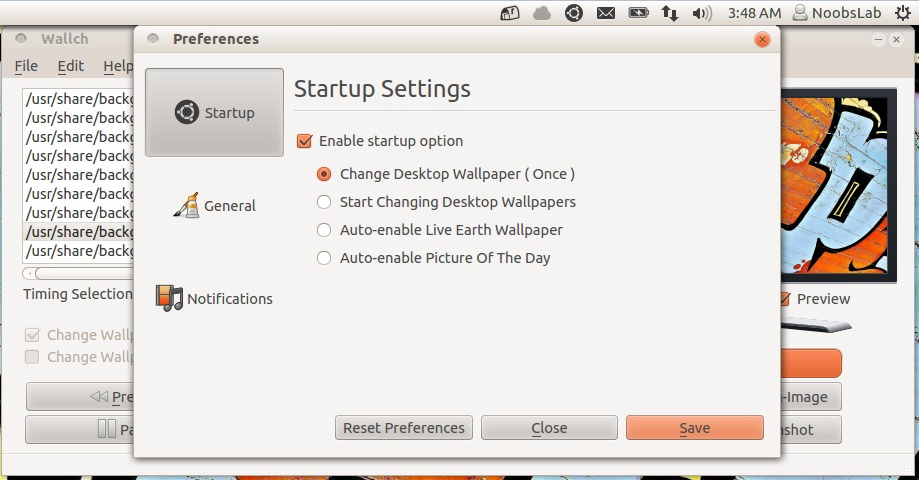 3:48 AM NoobsLab
Wallch
Preferences
File Edit Help
Startup
Startup Settings
Enable startup option
Change Desktop Wallpaper ( Once )
Start Changing Desktop Wallpapers
Auto-enable Live Earth Wallpaper
Auto-enable Picture Of The Day
General
Notifications
/usr/share/backg
/usr/share/backg
/usr/share/backg
/usr/share/backg
/usr/share/backg
/usr/share/backg
/usr/share/backg
/usr/share/backg
/usr/share/backg
Timing Selection
Change Wallp
Change Wallp
Pre
Pa
Preview
-Image
nshot
Reset Preferences
Close
Save